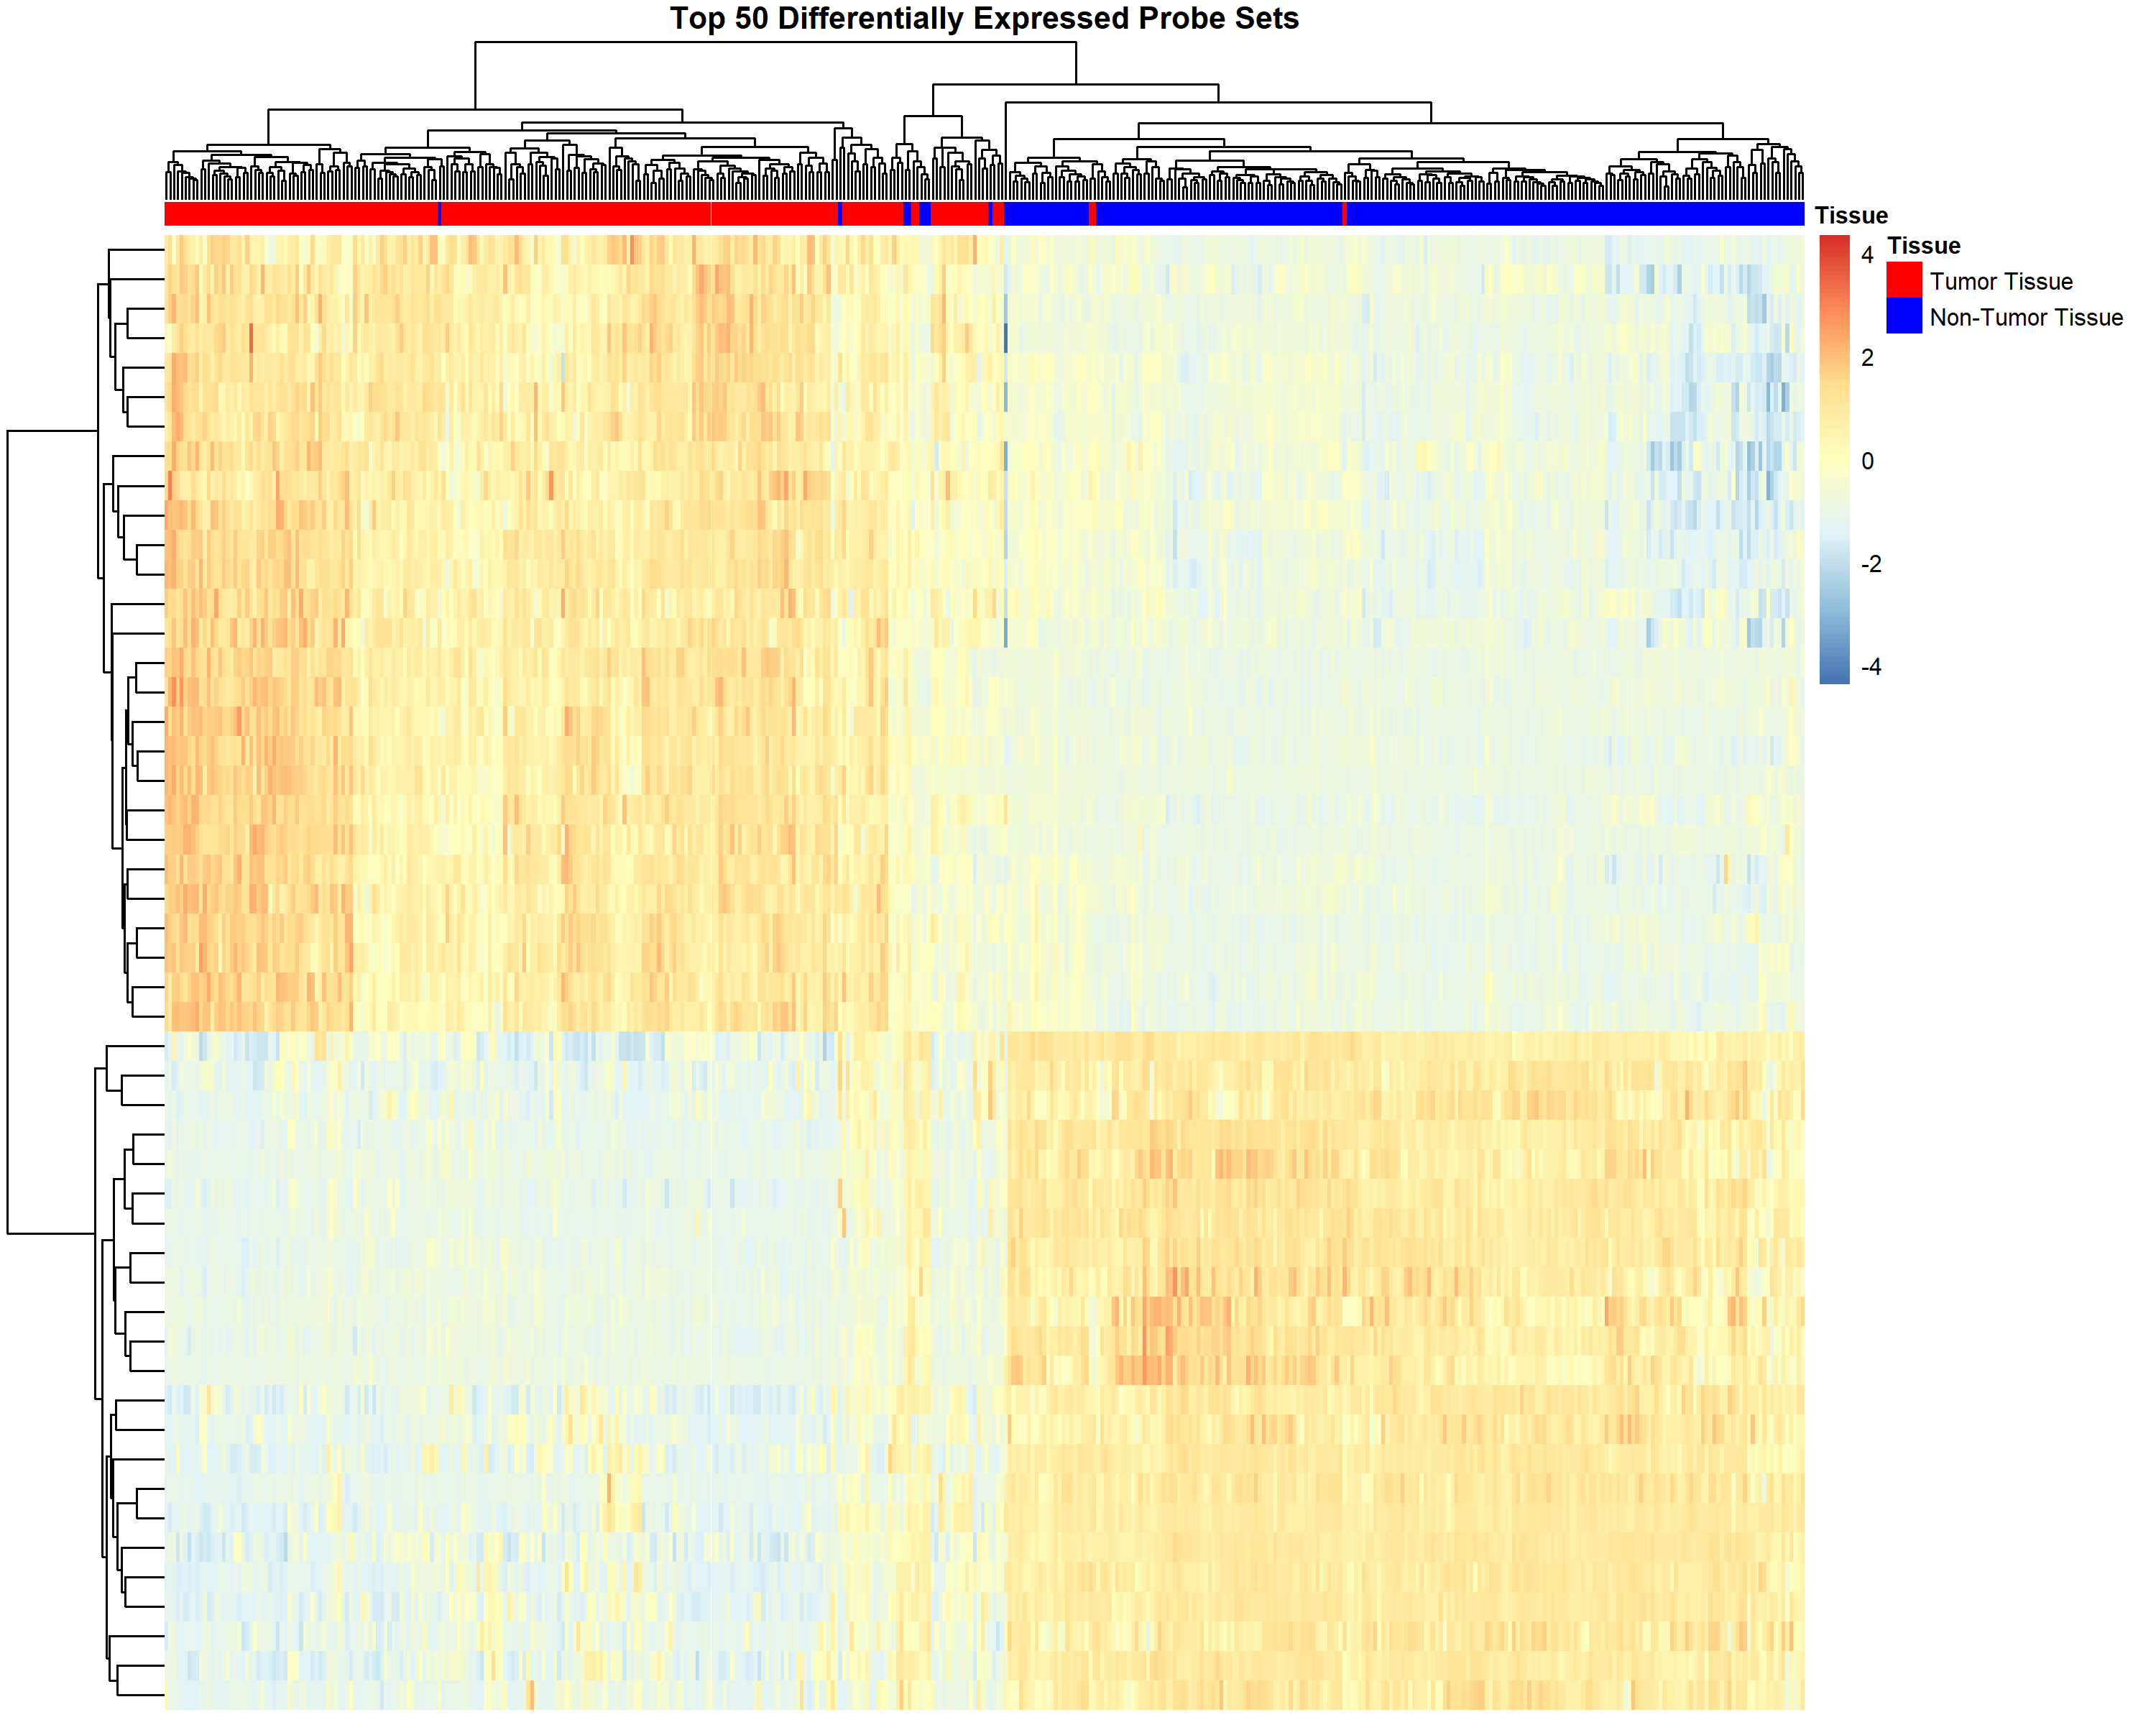 Top 50 Differentially Expressed Probe Sets
Tissue
4
2
0
-2
-4
Tissue
Tumor Tissue
Non-Tumor Tissue